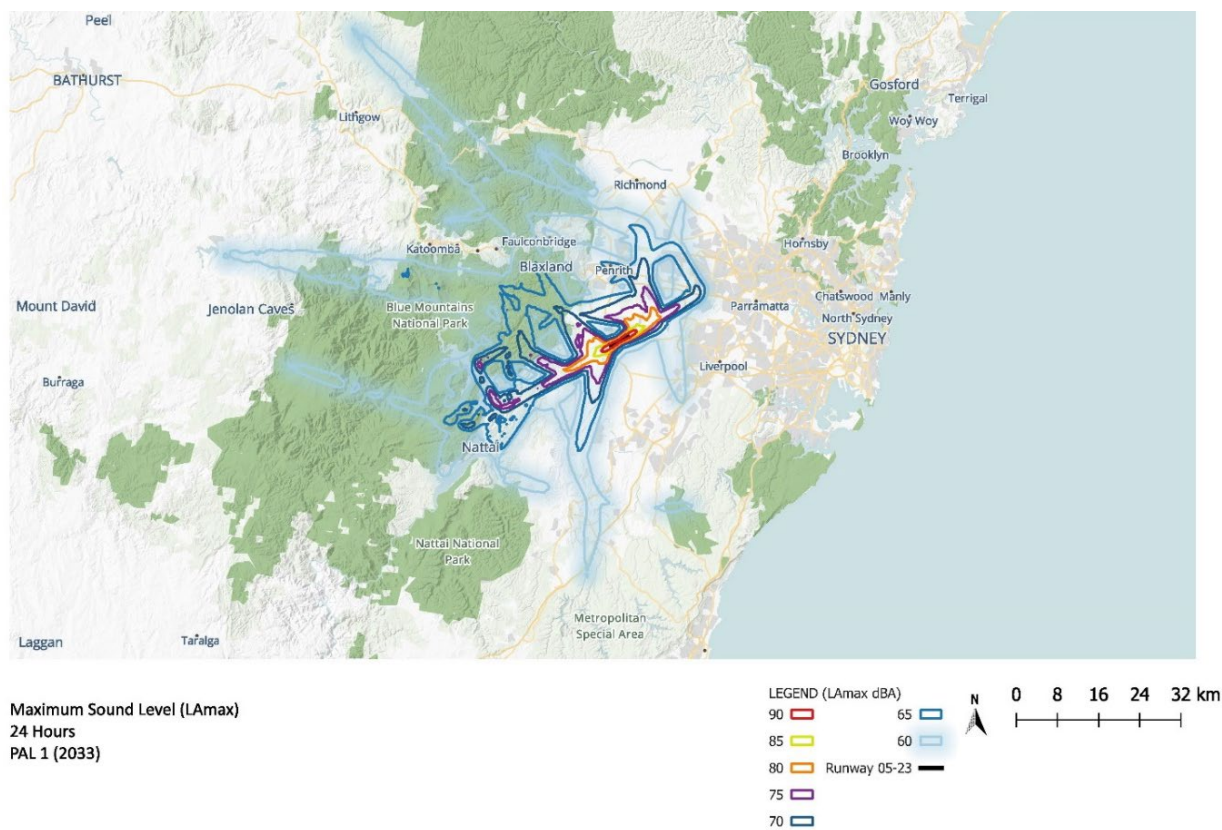 Peel
BATHURST
Lithgow
Gosford
Terrigal
Woy Woy
Brooklyn
Richmond
Hornsby
Katoomba
Faulconbridge
Blaxland
Penrith
Mount David
Jenolan Caves
Blue Mountains
National Park
Parramatta
Chatswood Manly
North Sydney
SYDNEY
Liverpool
Burraga
Nattai
Nattai National
Park
Metropolitan
Special Area
Laggan
Taralga
Maximum Sound Level (LAmax)
24 Hours
PAL 1 (2033)
LEGEND (LAmax dBA)
90 65
85 60
80 Runway 05-23
75
70
N
0 8 16 24 32 km